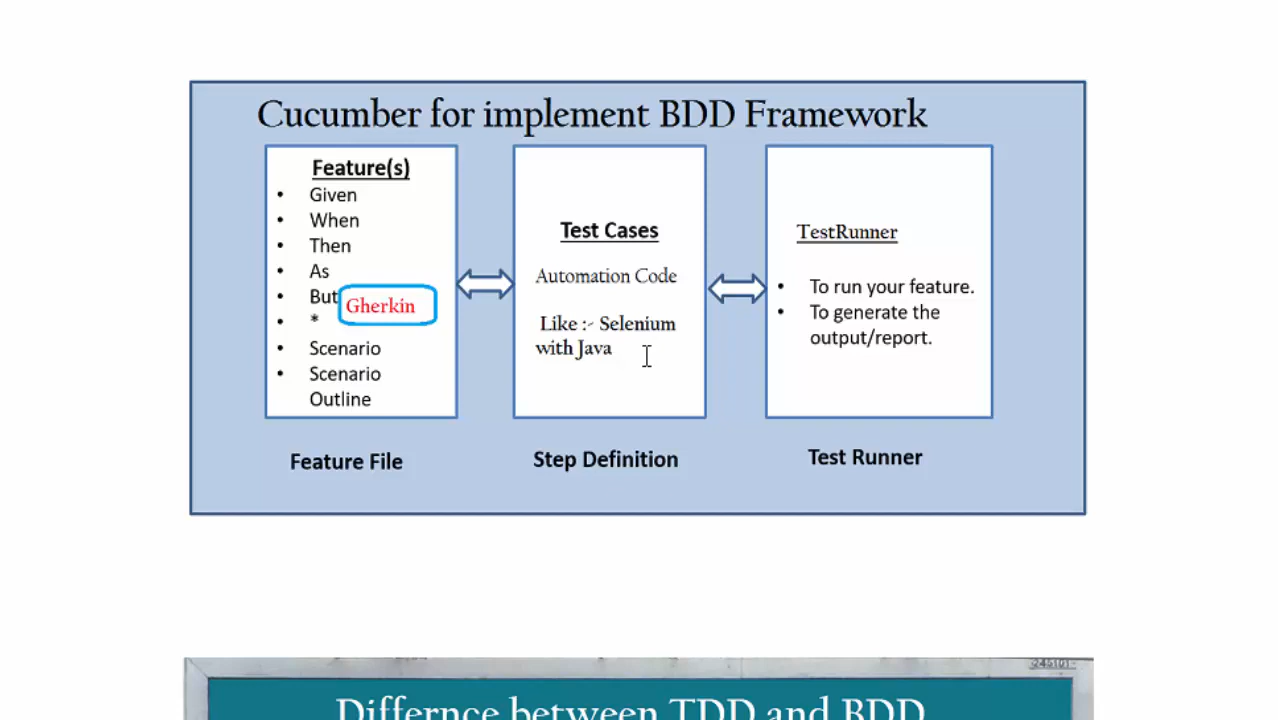 Cucumber for implement BDD Framework
Feature(s)
• Given
• When
• Then
• As
• But
• *
• Scenario
• Scenario
Outline
Gherkin
Feature File
Test Cases
Automation Code
Like :- Selenium
with Java
Step Definition
TestRunner
• To run your feature.
• To generate the
output/report.
Test Runner
Differnce between TDD and BDD